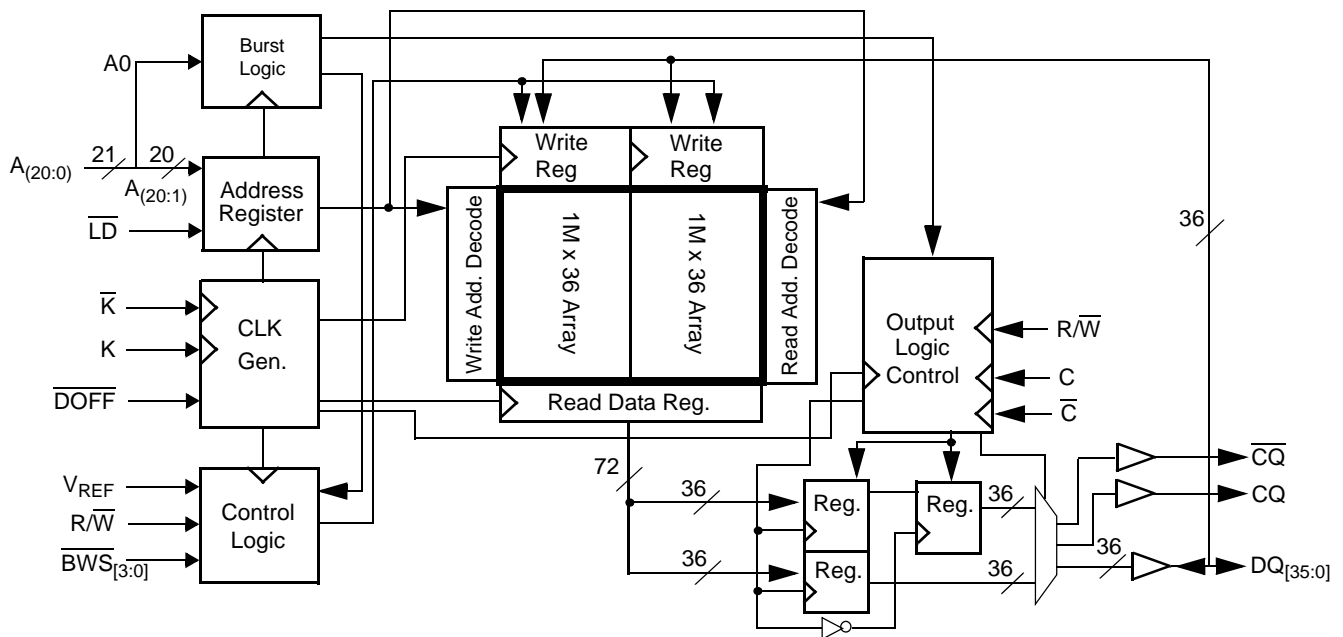 Burst
Logic
A0
A(20:0)
21
20
A(20:1)
Address
Register
LD
K
K
DOFF
CLK
Gen.
VREF
R/W
BWS[3:0]
Control
Logic
Write
Reg
Write
Reg
Write Add. Decode
1M x 36 Array
1M x 36 Array
Read Add. Decode
Read Data Reg.
36
Output
Logic
Control
R/W
C
C
72
36
36
Reg.
Reg.
Reg.
36
36
36
CQ
CQ
DQ[35:0]